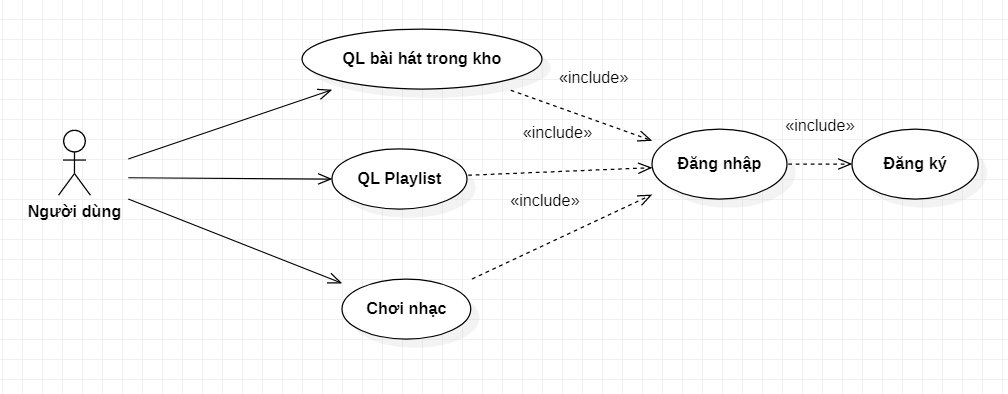 QL bài hát trong kho
«include»
«include»
«include»
QL Playlist
Đăng nhập
Đăng ký
«include»
Người dùng
Chơi nhạc